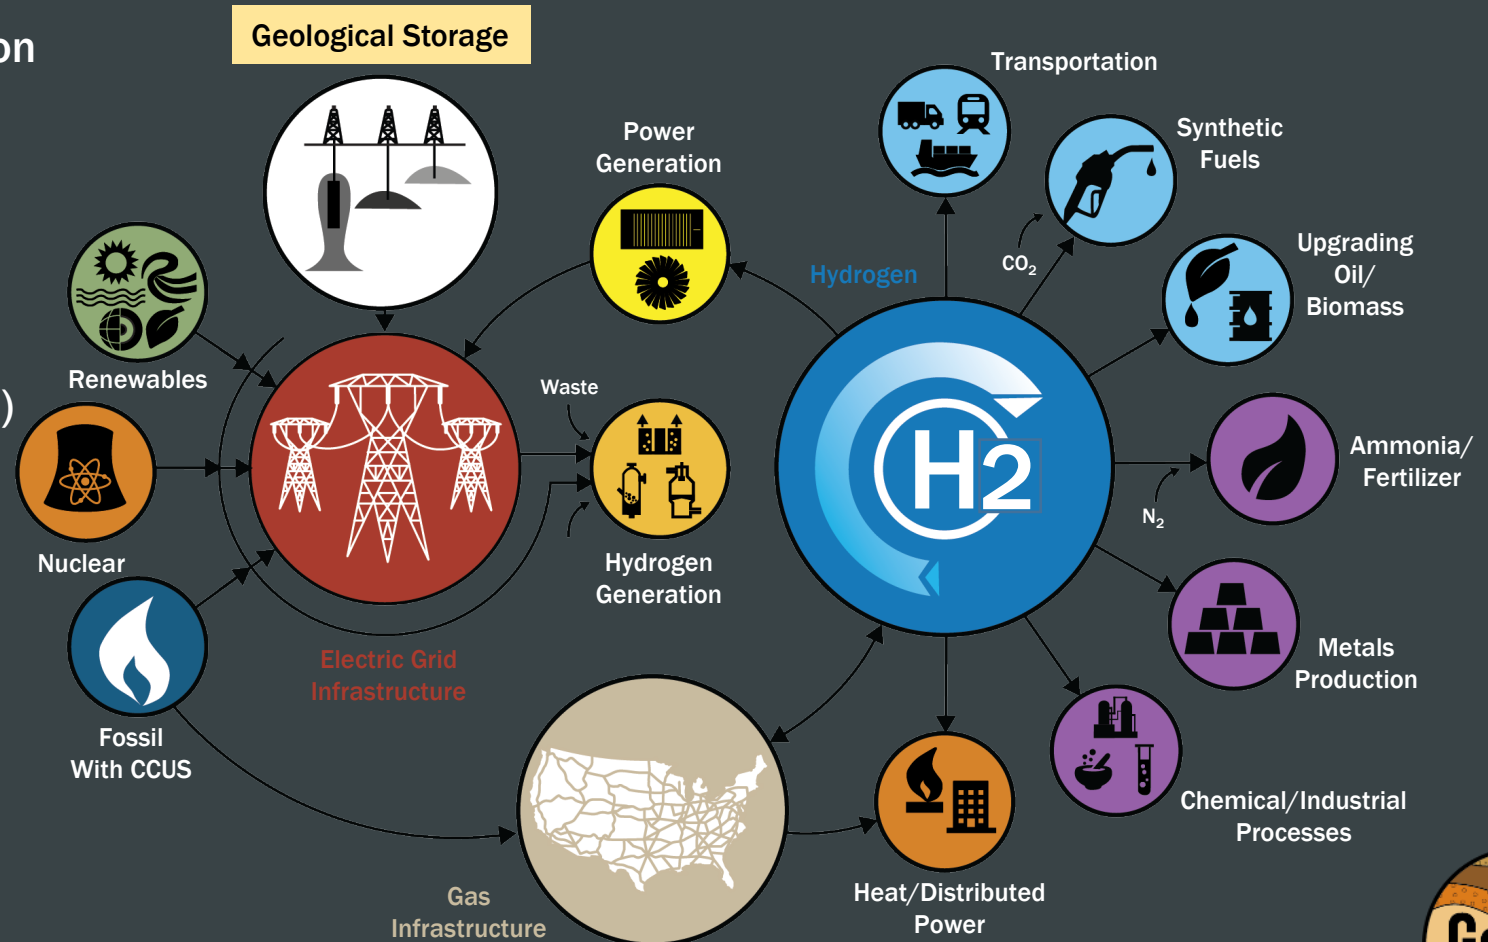 on
)
Geological Storage
Transportation
Synthetic
Fuels
Power
Generation
Upgrading
Oil/
Biomass
Hydrogen
CO₂
Renewables
Waste
H2
Ammonia/
Fertilizer
N₂
Nuclear
Hydrogen
Generation
Electric Grid
Infrastructure
Metals
Production
Fossil
With CCUS
Chemical/Industrial
Processes
Gas
Infrastructure
Heat/Distributed
Power